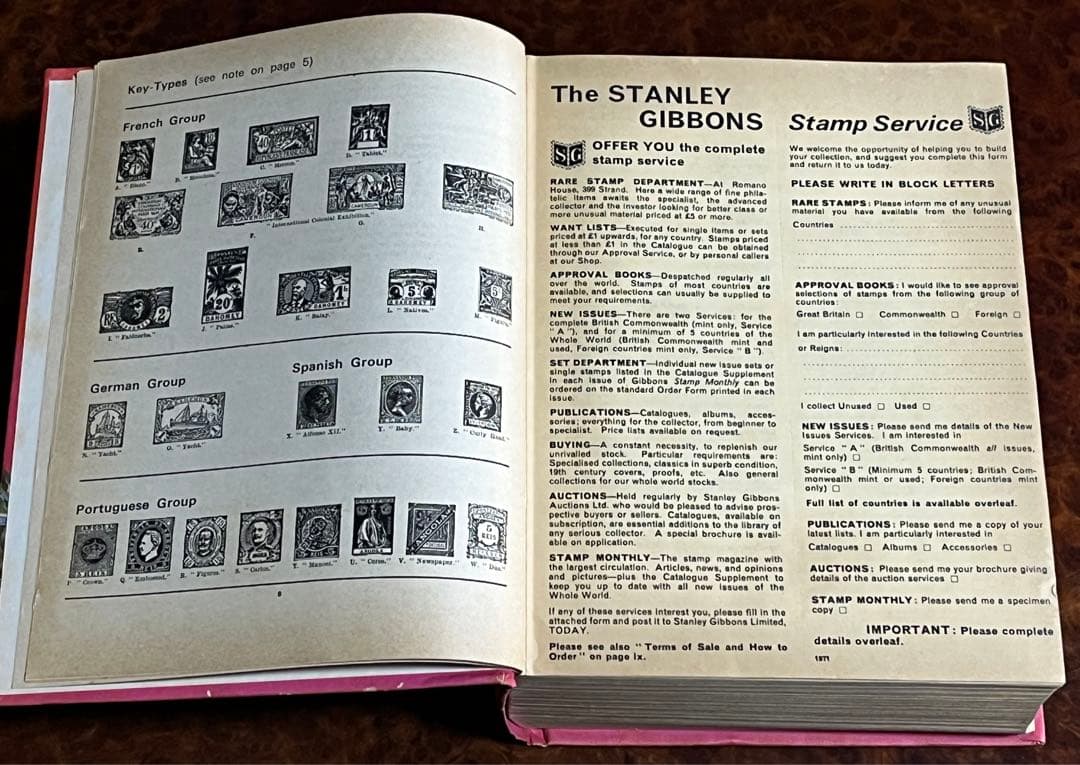 Key-Types (see note on page 5)
French Group
A. "Blanc."
B. "Mouchon."
C. "Merson."
D. "Tablet."
E.
F.
"International Colonial Exhibition."
G.
H.
I. "Faidherbe."
J. "Palms."
K. "Balay."
L. "Natives."
M. "Figure."
German Group
N. "Yacht."
O. "Yacht."
Spanish Group
X. "Alfonso XII."
Y. "Baby."
Z. "Curly Head."
Portuguese Group
P. "Crown."
Q. "Embossed."
R. "Figures."
S. "Carlos."
T. "Manoel."
U. "Ceres."
V. "Newspaper."
W. "Due."
8
The STANLEY
GIBBONS
SG
OFFER YOU the complete
stamp service
RARE STAMP DEPARTMENT—At Romano
House, 399 Strand. Here a wide range of fine phila-
telic items awaits the specialist, the advanced
collector and the investor looking for better class or
more unusual material priced at £5 or more.
WANT LISTS—Executed for single items or sets
priced at £1 upwards, for any country. Stamps priced
at less than £1 in the Catalogue can be obtained
through our Approval Service, or by personal callers
at our Shop.
APPROVAL BOOKS—Despatched regularly all
over the world. Stamps of most countries are
available, and selections can usually be supplied to
meet your requirements.
NEW ISSUES—There are two Services: for the
complete British Commonwealth (mint only, Service
"A"), and for a minimum of 5 countries of the
Whole World (British Commonwealth mint and
used, Foreign countries mint only, Service "B").
SET DEPARTMENT—Individual new issue sets or
single stamps listed in the Catalogue Supplement
in each issue of Gibbons Stamp Monthly can be
ordered on the standard Order Form printed in each
issue.
PUBLICATIONS—Catalogues, albums, acces-
sories; everything for the collector, from beginner to
specialist. Price lists available on request.
BUYING—A constant necessity, to replenish our
unrivalled stock. Particular requirements are:
Specialised collections, classics in superb condition,
19th century covers, proofs, etc. Also general
collections for our whole world stocks.
AUCTIONS—Held regularly by Stanley Gibbons
Auctions Ltd. who would be pleased to advise pros-
pective buyers or sellers. Catalogues, available on
subscription, are essential additions to the library of
any serious collector. A special brochure is avail-
able on application.
STAMP MONTHLY—The stamp magazine with
the largest circulation. Articles, news, and opinions
and pictures—plus the Catalogue Supplement to
keep you up to date with all new issues of the
Whole World.
If any of these services interest you, please fill in the
attached form and post it to Stanley Gibbons Limited,
TODAY.
Please see also "Terms of Sale and How to
Order" on page ix.
Stamp Service SG
We welcome the opportunity of helping you to build
your collection, and suggest you complete this form
and return it to us today.
PLEASE WRITE IN BLOCK LETTERS
RARE STAMPS: Please inform me of any unusual
material you have available from the following
Countries
APPROVAL BOOKS: I would like to see approval
selections of stamps from the following group of
countries:
Great Britain □ Commonwealth □ Foreign □
I am particularly interested in the following Countries
or Reigns:
I collect Unused □ Used □
NEW ISSUES: Please send me details of the New
Issues Services. I am interested in
Service "A" (British Commonwealth all issues,
mint only) □
Service "B" (Minimum 5 countries; British Com-
monwealth mint or used; Foreign countries mint
only) □
Full list of countries is available overleaf.
PUBLICATIONS: Please send me a copy of your
latest lists. I am particularly interested in
Catalogues □ Albums □ Accessories □
AUCTIONS: Please send me your brochure giving
details of the auction services □
STAMP MONTHLY: Please send me a specimen
copy □
IMPORTANT: Please complete
details overleaf.
1971